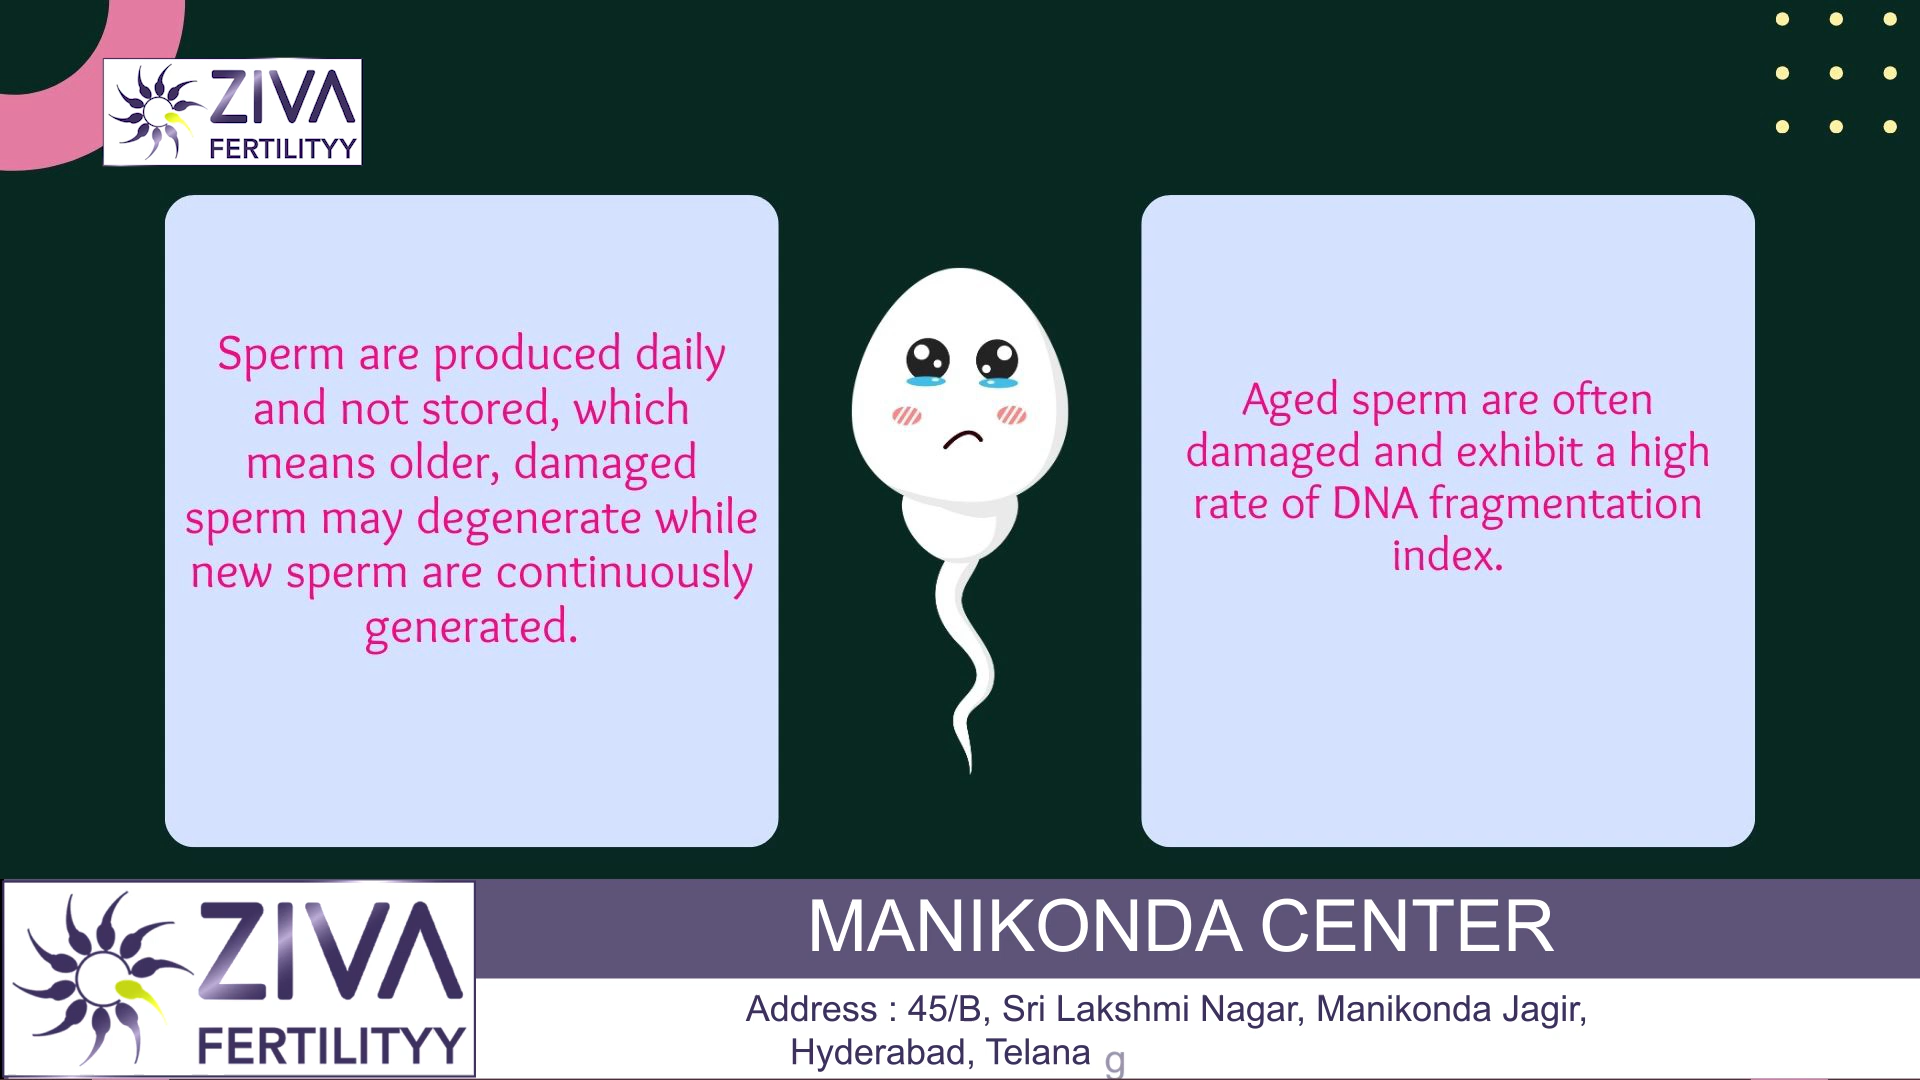 ZIVA
FERTILITYY
Sperm are produced daily
and not stored, which
means older, damaged
sperm may degenerate while
new sperm are continuously
generated.
Aged sperm are often
damaged and exhibit a high
rate of DNA fragmentation
index.
ZIVA
FERTILITYY
MANIKONDA CENTER
Address : 45/B, Sri Lakshmi Nagar, Manikonda Jagir,
Hyderabad, Telana g